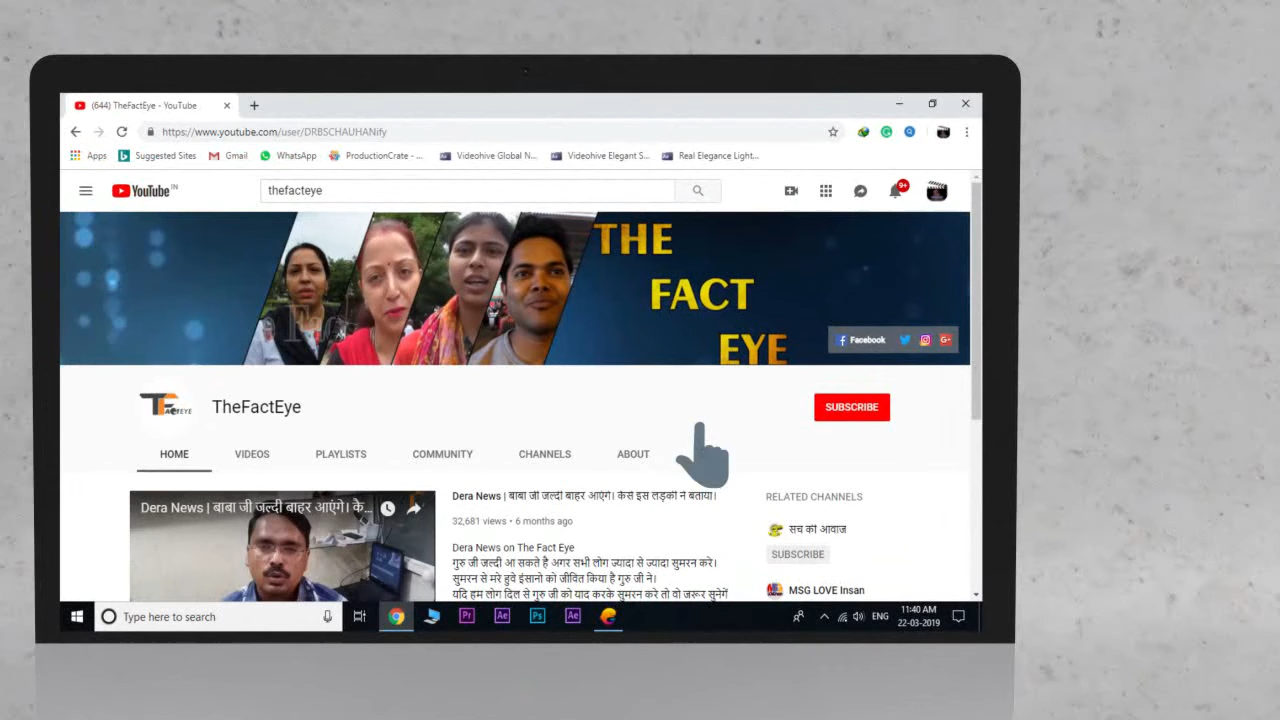 (644) TheFactEye - YouTube
https://www.youtube.com/user/DRBSCHAUHANify
Apps Suggested Sites Gmail WhatsApp ProductionCrate - ... Videohive Global N... Videohive Elegant S... Real Elegance Light...
YouTube IN
thefacteye
9+
THE
FACT
EYE
Facebook
TheFactEye
SUBSCRIBE
HOME VIDEOS PLAYLISTS COMMUNITY CHANNELS ABOUT
Dera News | बाबा जी जल्दी बाहर आएंगे। के...
Dera News | बाबा जी जल्दी बाहर आएंगे। कैसे इस लड़की ने बताया।
32,681 views • 6 months ago
Dera News on The Fact Eye
गुरु जी जल्दी आ सकते है अगर सभी लोग ज्यादा से ज्यादा सुमरन करे।
सुमरन से मरे हुवे इंसानो को जीवित किया है गुरु जी ने।
यदि हम लोग दिल से गुरु जी को याद करके सुमरन करे तो वो जरूर सुनेगें
RELATED CHANNELS
सच की आवाज
SUBSCRIBE
MSG LOVE Insan
Type here to search
Pr Ae Ps Ae
ENG
11:40 AM
22-03-2019